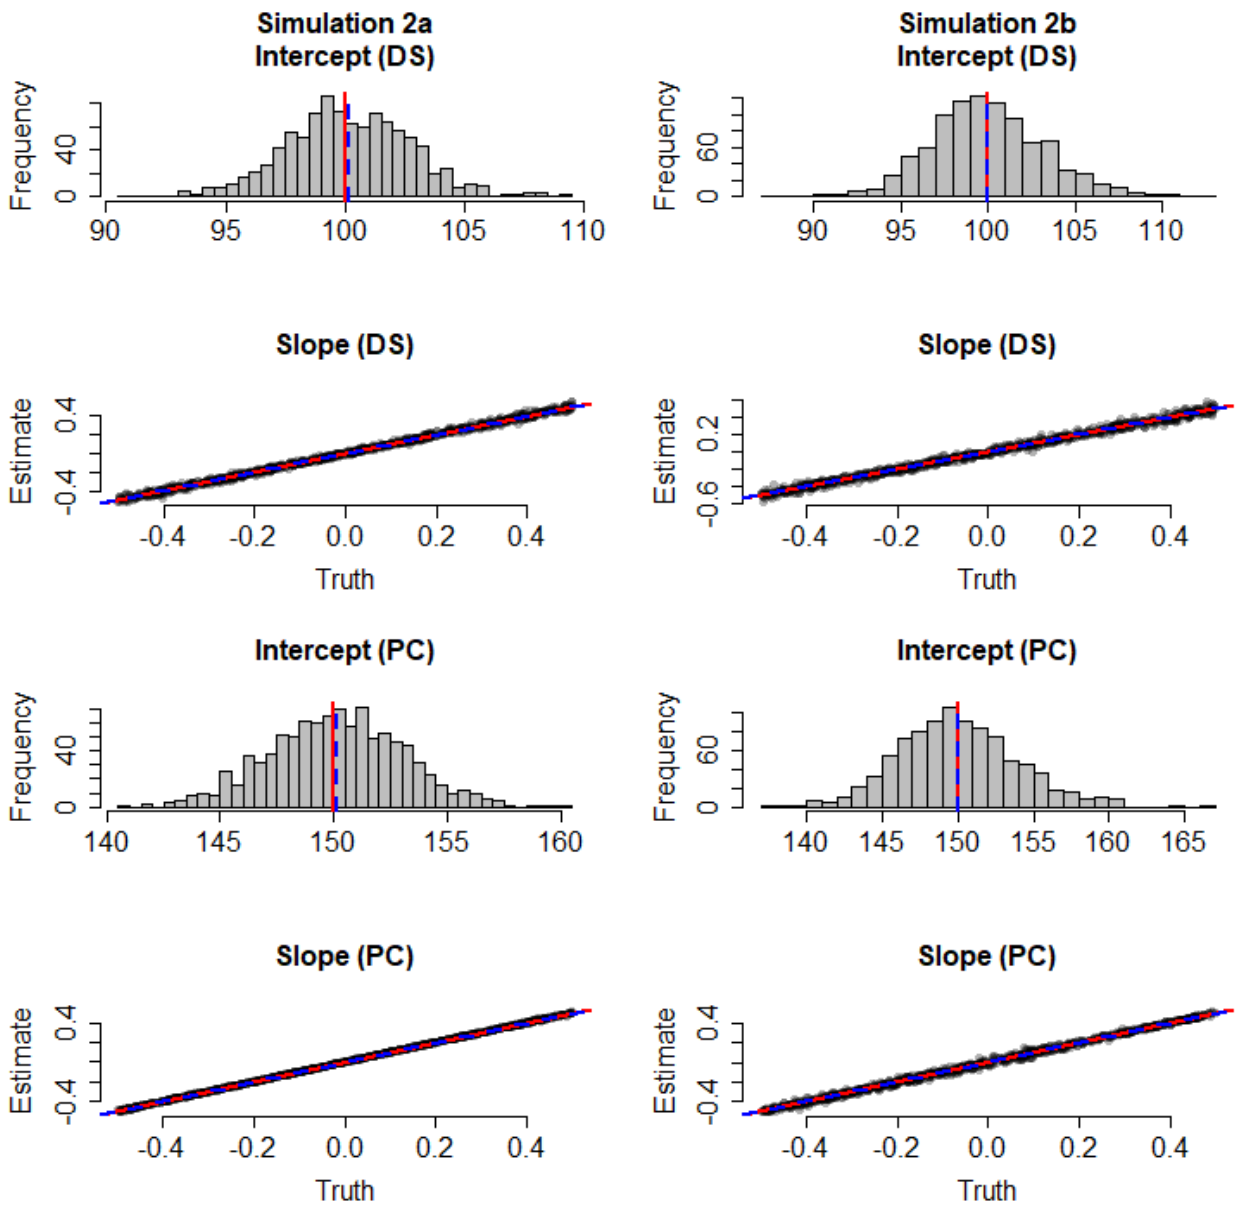 Simulation 2a
Intercept (DS)
Frequency
0 40
90 95 100 105 110
Simulation 2b
Intercept (DS)
Frequency
0 60
90 95 100 105 110
Slope (DS)
Estimate
-0.4 0.4
-0.4 -0.2 0.0 0.2 0.4
Truth
Slope (DS)
Estimate
-0.6 0.2
-0.4 -0.2 0.0 0.2 0.4
Truth
Intercept (PC)
Frequency
0 40
140 145 150 155 160
Intercept (PC)
Frequency
0 60
140 145 150 155 160 165
Slope (PC)
Estimate
-0.4 0.4
-0.4 -0.2 0.0 0.2 0.4
Truth
Slope (PC)
Estimate
-0.4 0.4
-0.4 -0.2 0.0 0.2 0.4
Truth